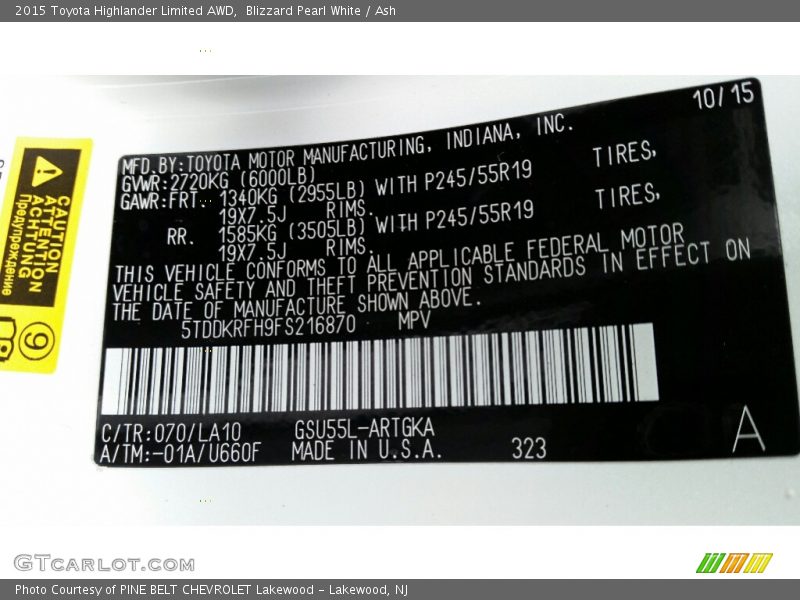 2015 Toyota Highlander Limited AWD, Blizzard Pearl White / Ash
10/15
MFD.BY:TOYOTA MOTOR MANUFACTURING, INDIANA, INC.
GVWR:2720KG (6000LB)
GAWR:FRT. 1340KG (2955LB) WITH P245/55R19 TIRES,
19X7.5J RIMS.
RR. 1585KG (3505LB) WITH P245/55R19 TIRES,
19X7.5J RIMS.
THIS VEHICLE CONFORMS TO ALL APPLICABLE FEDERAL MOTOR
VEHICLE SAFETY AND THEFT PREVENTION STANDARDS IN EFFECT ON
THE DATE OF MANUFACTURE SHOWN ABOVE.
5TDDKRFH9FS216870 MPV
C/TR:070/LA10 GSU55L-ARTGKA
A/TM:-01A/U660F MADE IN U.S.A. 323
A
CAUTION
ATTENTION
ACHTUNG
Предупреждение
9
GTCARLOT.COM
Photo Courtesy of PINE BELT CHEVROLET Lakewood - Lakewood, NJ